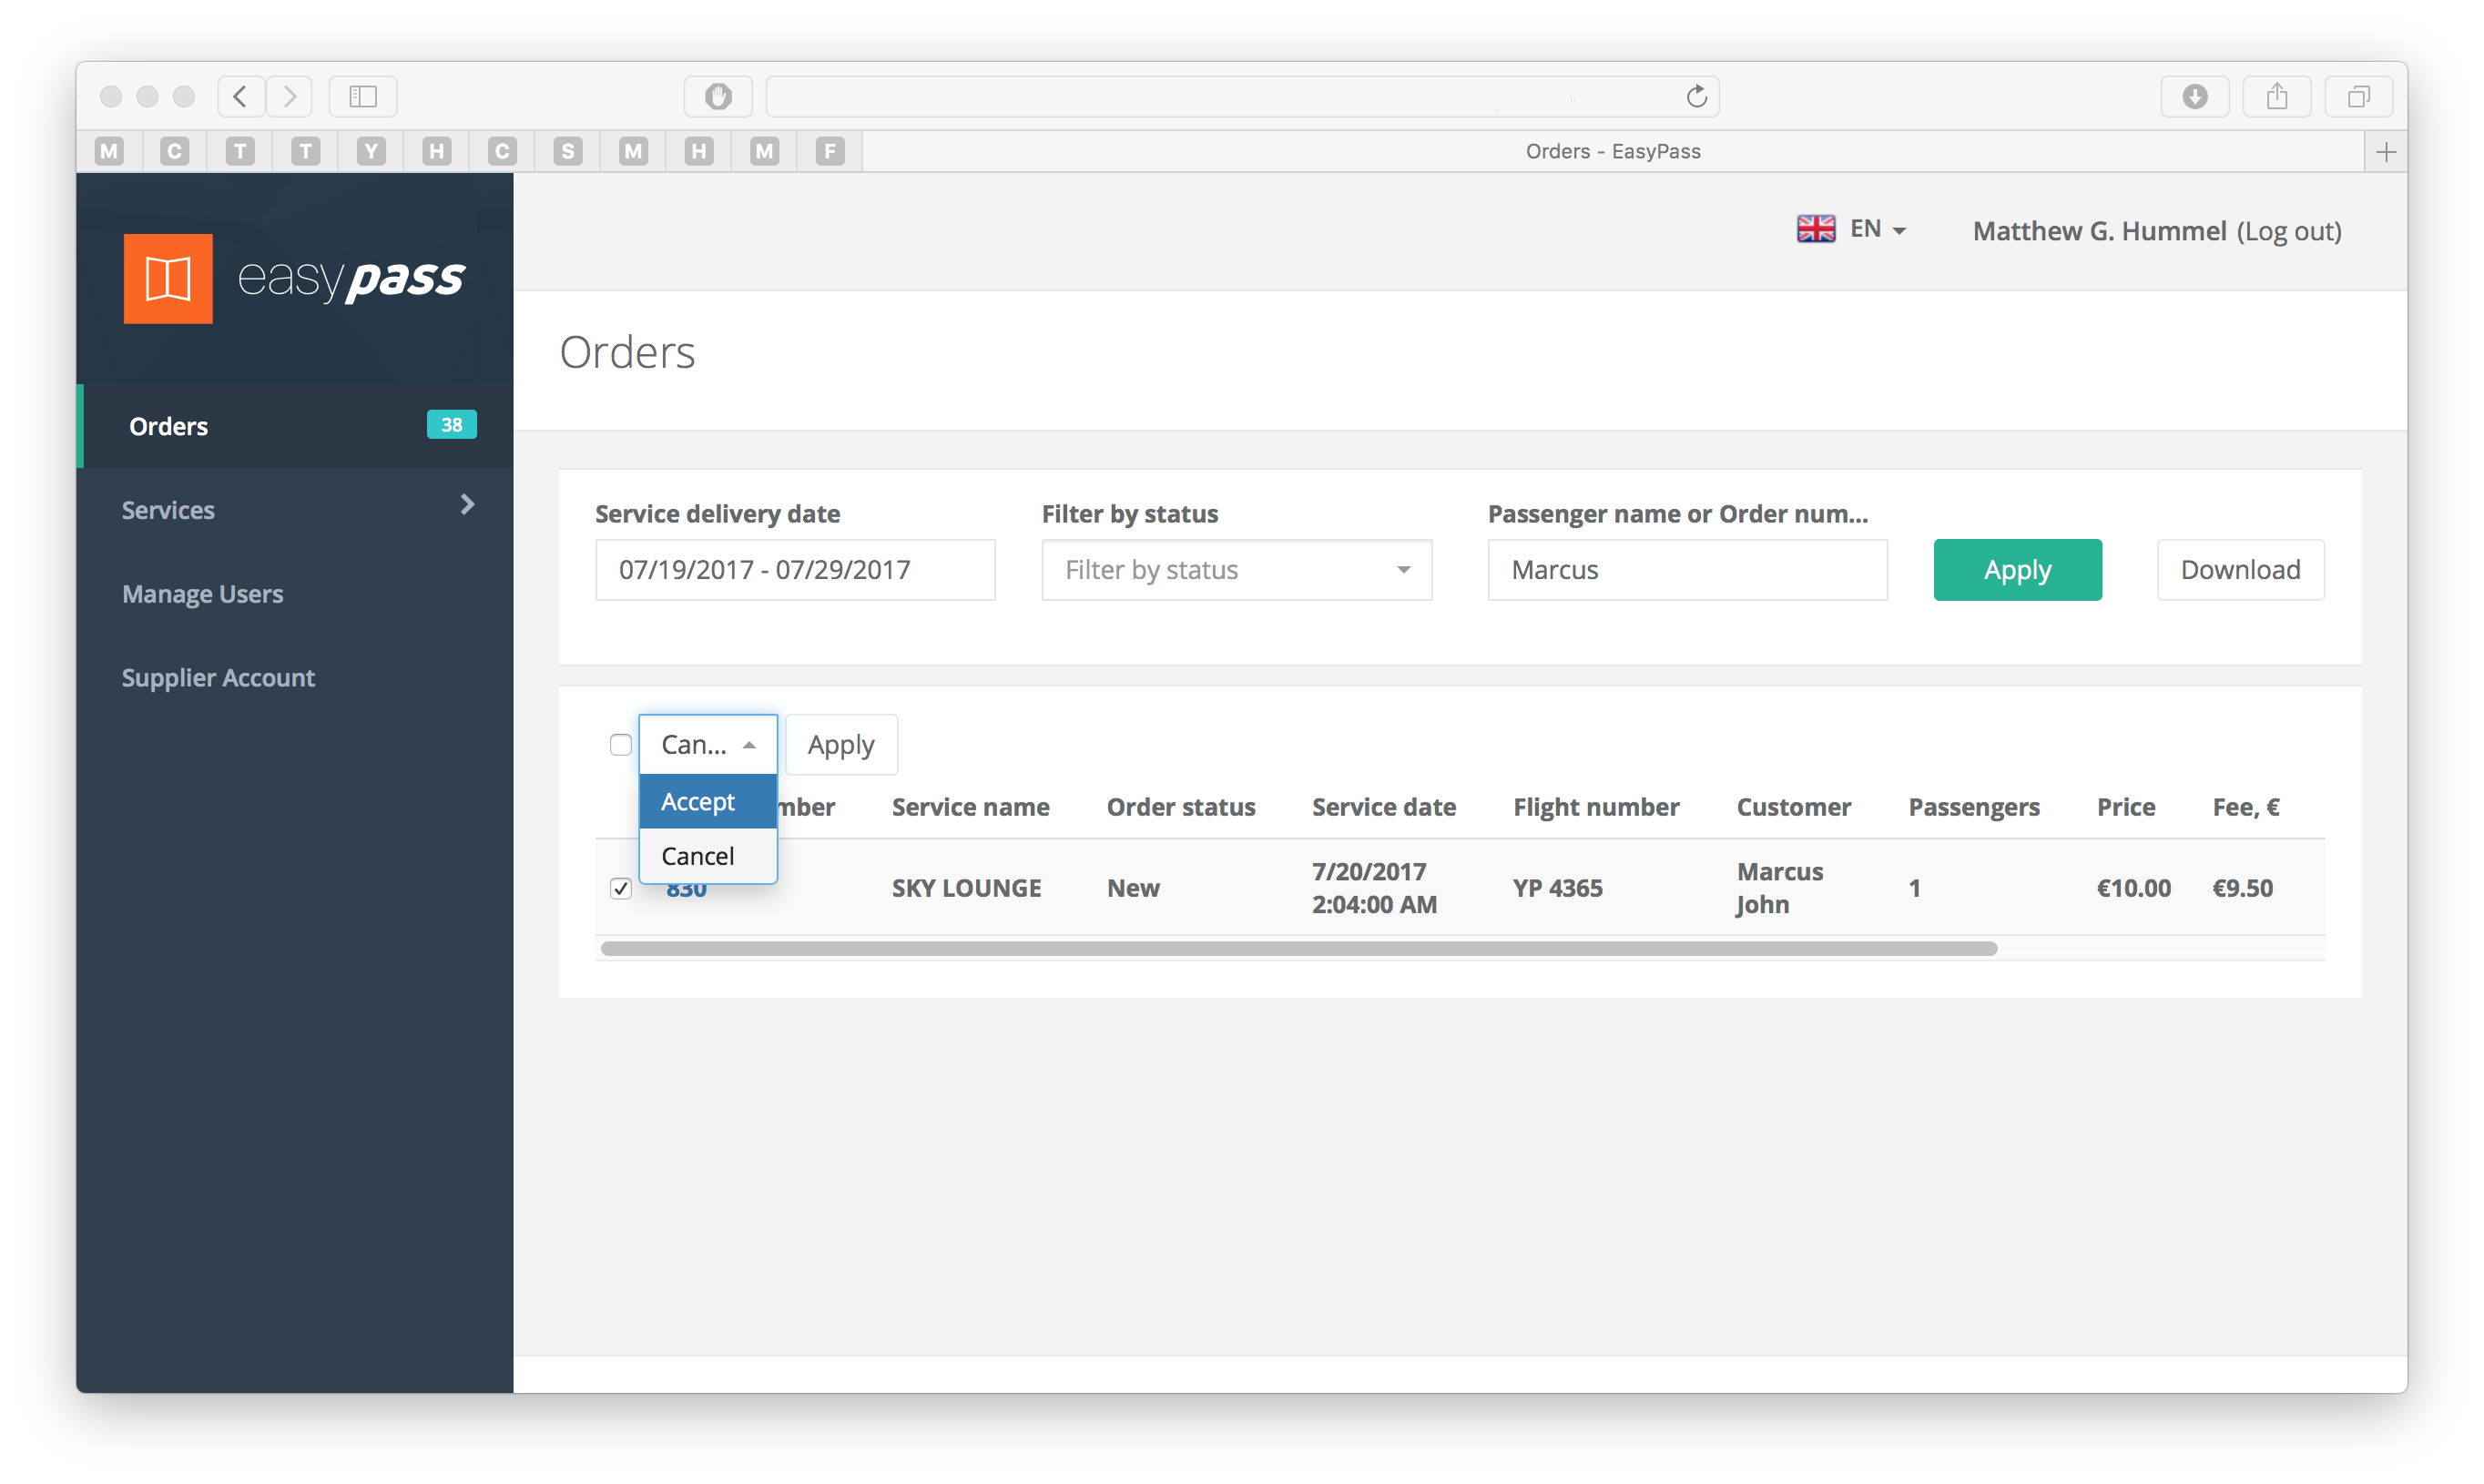 M C T T Y H C S M H M F Orders – EasyPass
easypass
EN Matthew G. Hummel (Log out)
Orders
Orders 38
Services
Manage Users
Supplier Account
Service delivery date Filter by status Passenger name or Order num...
07/19/2017 - 07/29/2017 Filter by status Marcus Apply Download
Can... Apply
Accept
Cancel
mber Service name Order status Service date Flight number Customer Passengers Price Fee, €
830 SKY LOUNGE New 7/20/2017 YP 4365 Marcus 1 €10.00 €9.50
2:04:00 AM John